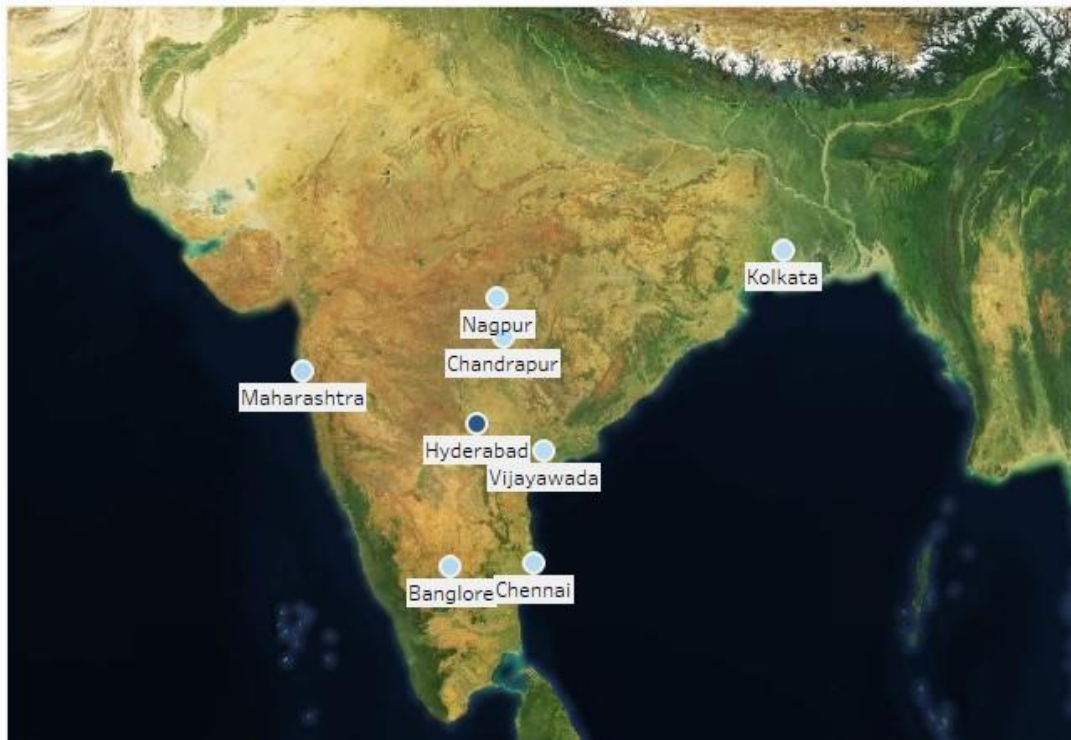 Kolkata
Nagpur
Chandrapur
Maharashtra
Hyderabad
Vijayawada
Banglore
Chennai